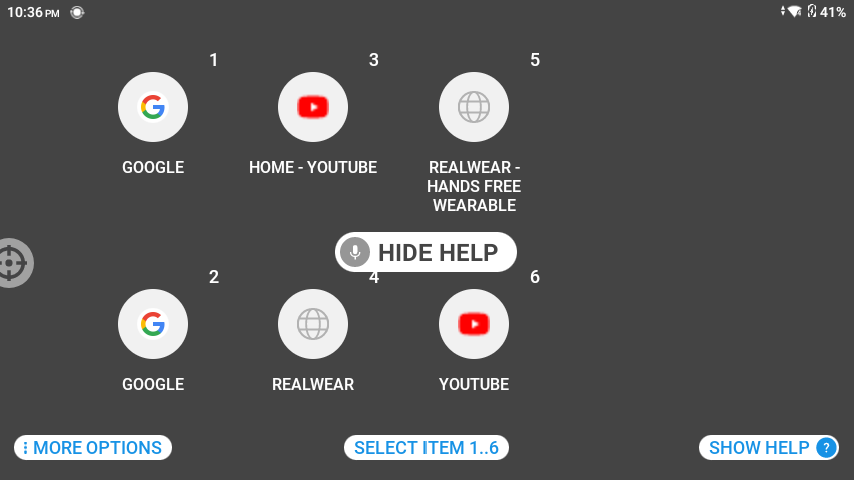 10:36 PM
41%
1
3
5
GOOGLE
HOME - YOUTUBE
REALWEAR -
HANDS FREE
WEARABLE
HIDE HELP
2
4
6
GOOGLE
REALWEAR
YOUTUBE
MORE OPTIONS
SELECT ITEM 1..6
SHOW HELP ?